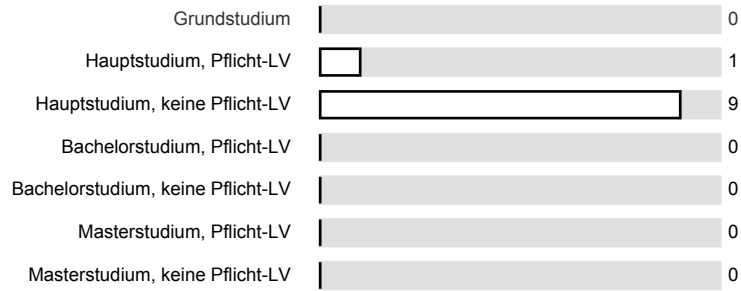 Grundstudium 0
Hauptstudium, Pflicht-LV 1
Hauptstudium, keine Pflicht-LV 9
Bachelorstudium, Pflicht-LV 0
Bachelorstudium, keine Pflicht-LV 0
Masterstudium, Pflicht-LV 0
Masterstudium, keine Pflicht-LV 0